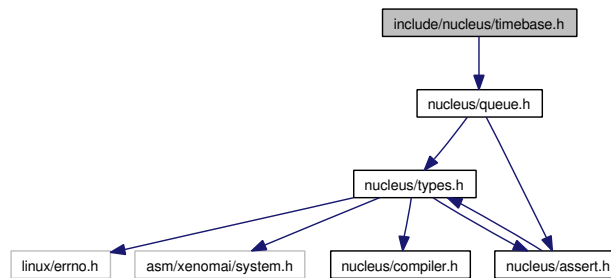 include/nucleus/timebase.h
nucleus/queue.h
nucleus/types.h
linux/errno.h
asm/xenomai/system.h
nucleus/compiler.h
nucleus/assert.h